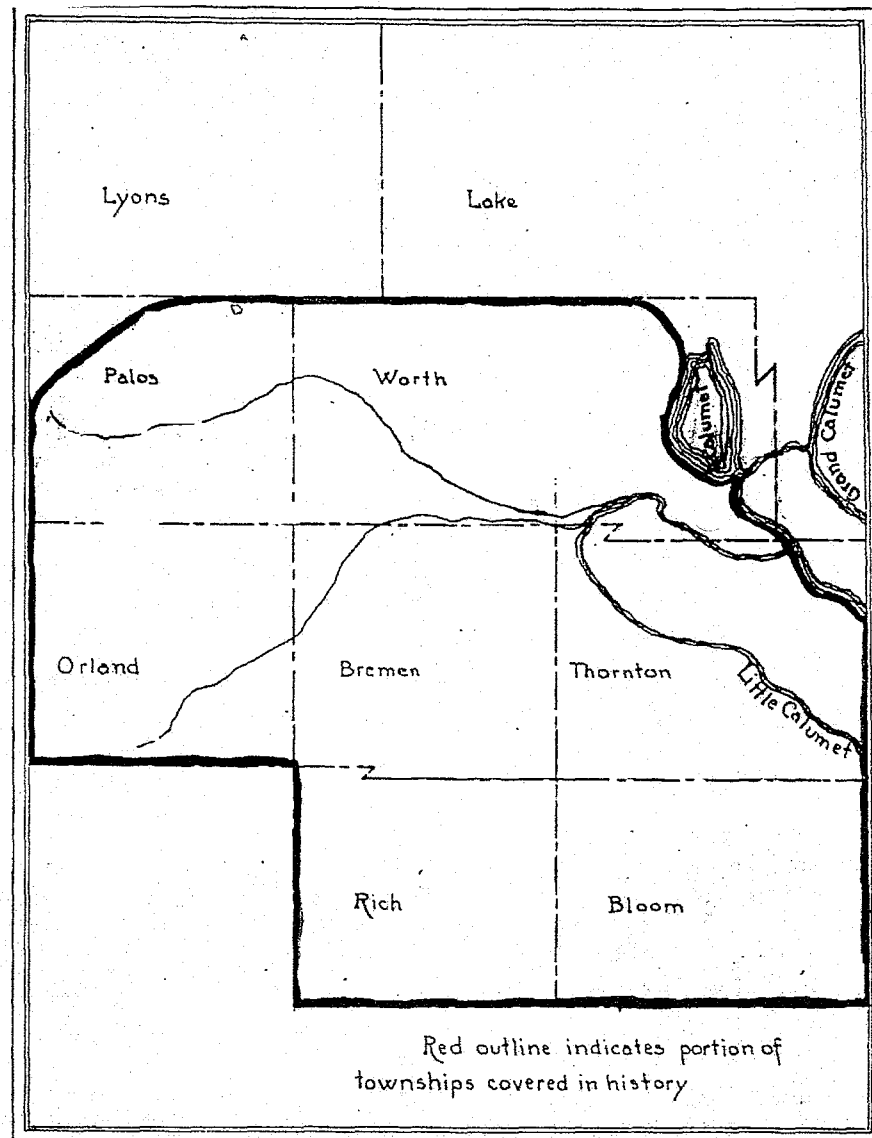 Lyons
Lake
Palos
Worth
Calumet
Grand Calumet
Orland
Bremen
Thornton
Little Calumet
Rich
Bloom
Red outline indicates portion of
townships covered in history